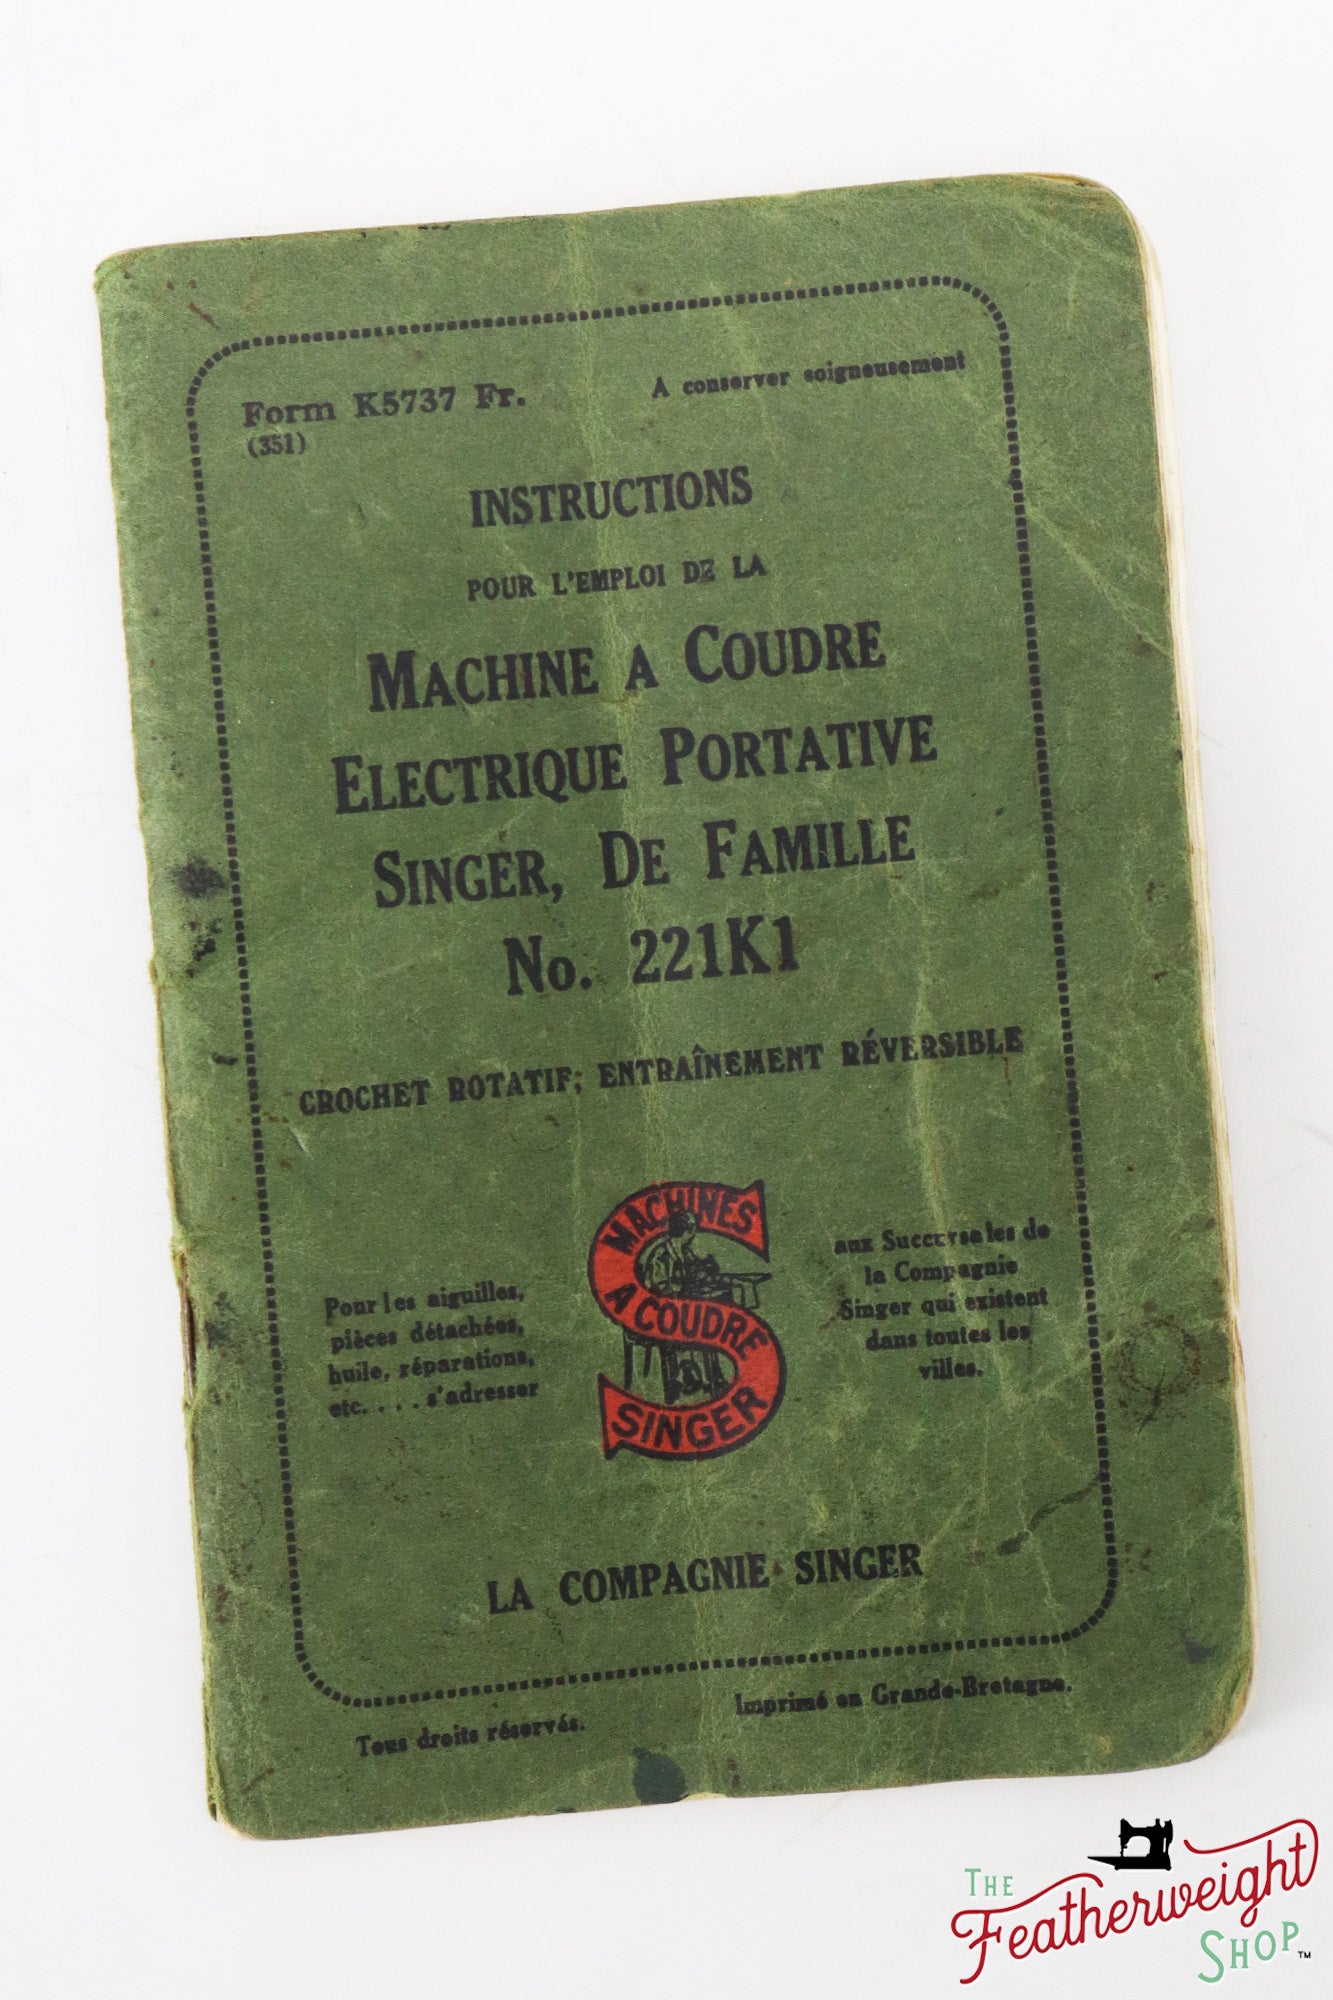 Form K5737 Fr.
(351)
A conserver soigneusement
INSTRUCTIONS
POUR L'EMPLOI DE LA
MACHINE A COUDRE
ELECTRIQUE PORTATIVE
SINGER, DE FAMILLE
No. 221K1
CROCHET ROTATIF; ENTRAÎNEMENT RÉVERSIBLE
Pour les aiguilles,
pièces détachées,
huile, réparations,
etc. . . . s'adresser
MACHINES
A COUDRE
SINGER
aux Succursales de
la Compagnie
Singer qui existent
dans toutes les
villes.
LA COMPAGNIE SINGER
Tous droits réservés.
Imprimé en Grande-Bretagne.
THE
Featherweight
SHOP™